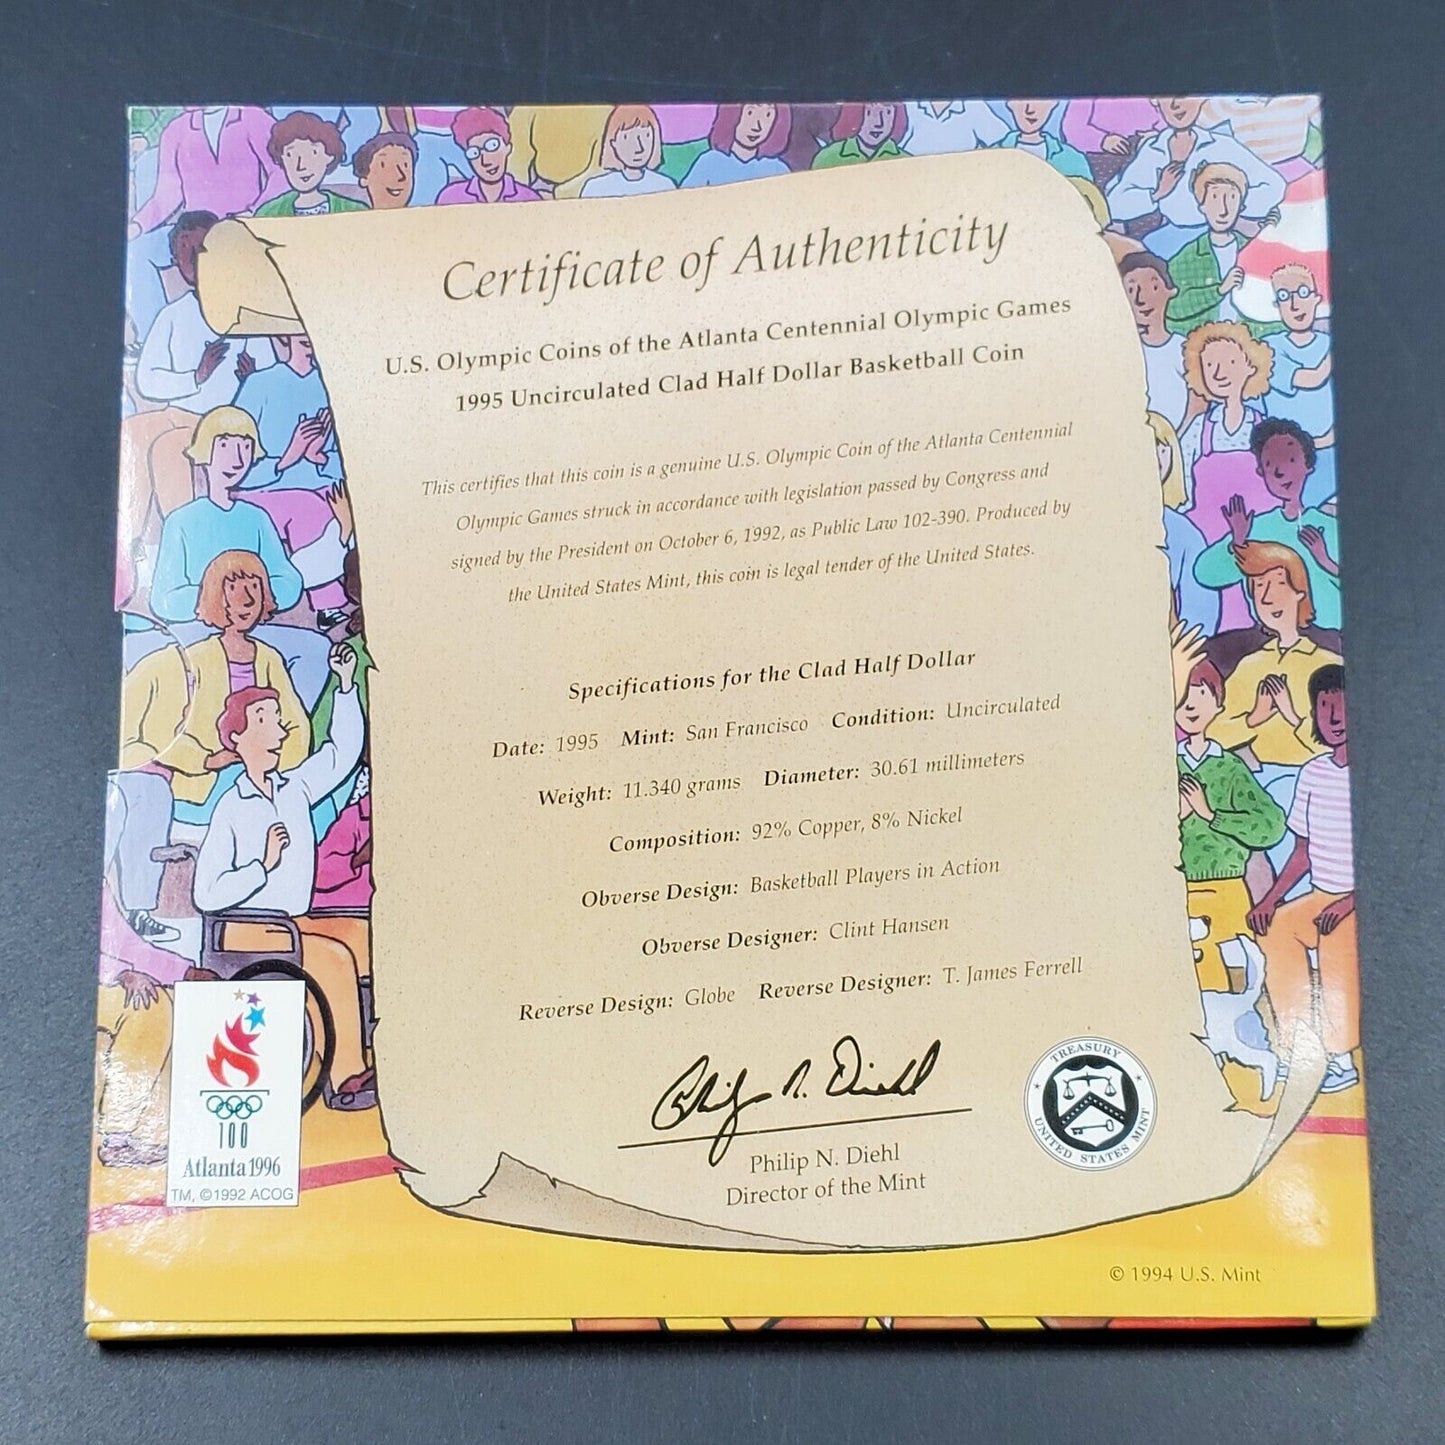 Certificate of Authenticity
U.S. Olympic Coins of the Atlanta Centennial Olympic Games
1995 Uncirculated Clad Half Dollar Basketball Coin
This certifies that this coin is a genuine U.S. Olympic Coin of the Atlanta Centennial
Olympic Games struck in accordance with legislation passed by Congress and
signed by the President on October 6, 1992, as Public Law 102-390. Produced by
the United States Mint, this coin is legal tender of the United States.
Specifications for the Clad Half Dollar
Date: 1995 Mint: San Francisco Condition: Uncirculated
Weight: 11.340 grams Diameter: 30.61 millimeters
Composition: 92% Copper, 8% Nickel
Obverse Design: Basketball Players in Action
Obverse Designer: Clint Hansen
Reverse Design: Globe Reverse Designer: T. James Ferrell
Philip N. Diehl
Philip N. Diehl
Director of the Mint
TREASURY
UNITED STATES MINT
100
Atlanta 1996
TM, ©1992 ACOG
© 1994 U.S. Mint